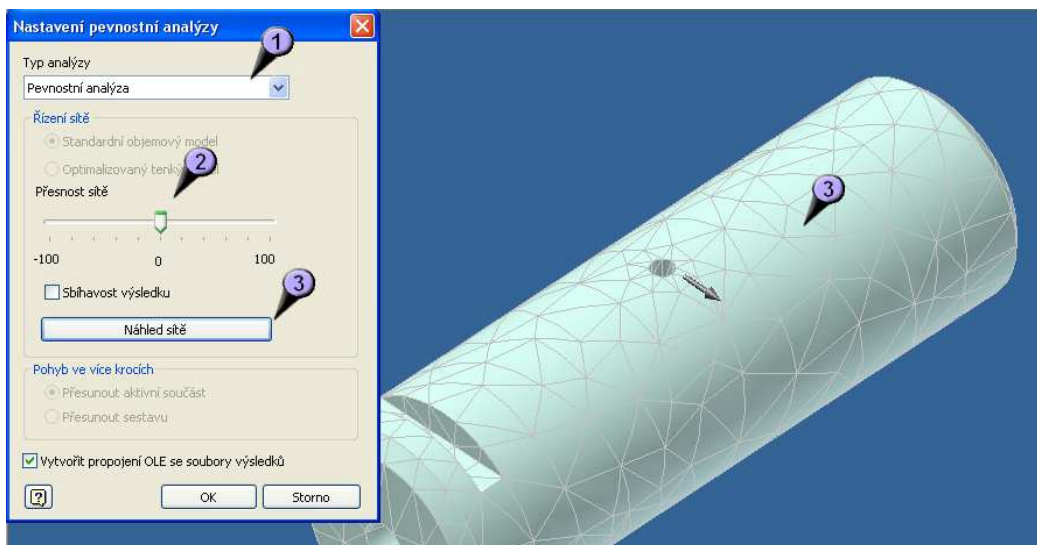 Nastavení pevnostní analýzy
1
Typ analýzy
Pevnostní analýza
Řízení sítě
Standardní objemový model
Optimalizovaný tenký
2
Přesnost sítě
3
-100
0
100
Sbíhavost výsledku
3
Náhled sítě
Pohyb ve více krocích
Přesunout aktivní součást
Přesunout sestavu
Vytvořit propojení OLE se soubory výsledků
?
OK
Storno